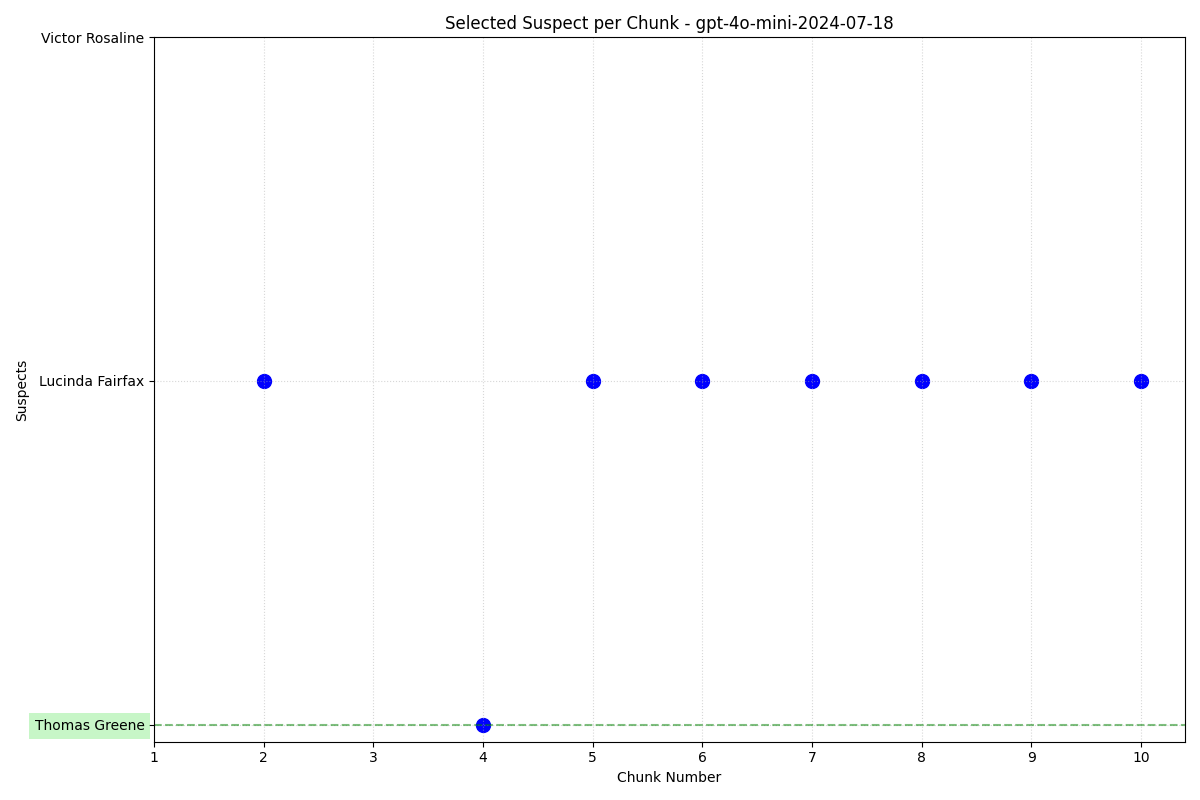 Selected Suspect per Chunk - gpt-4o-mini-2024-07-18
Victor Rosaline
Lucinda Fairfax
Thomas Greene
Suspects
1 2 3 4 5 6 7 8 9 10
Chunk Number